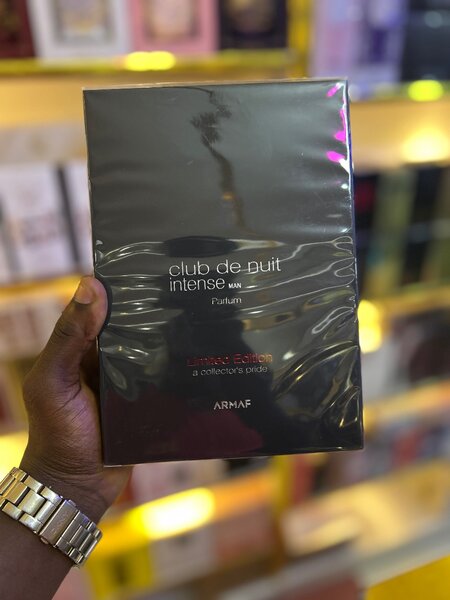 club de nuit
intense MAN
Parfum
Limited Edition
a collector's pride
ARMAF